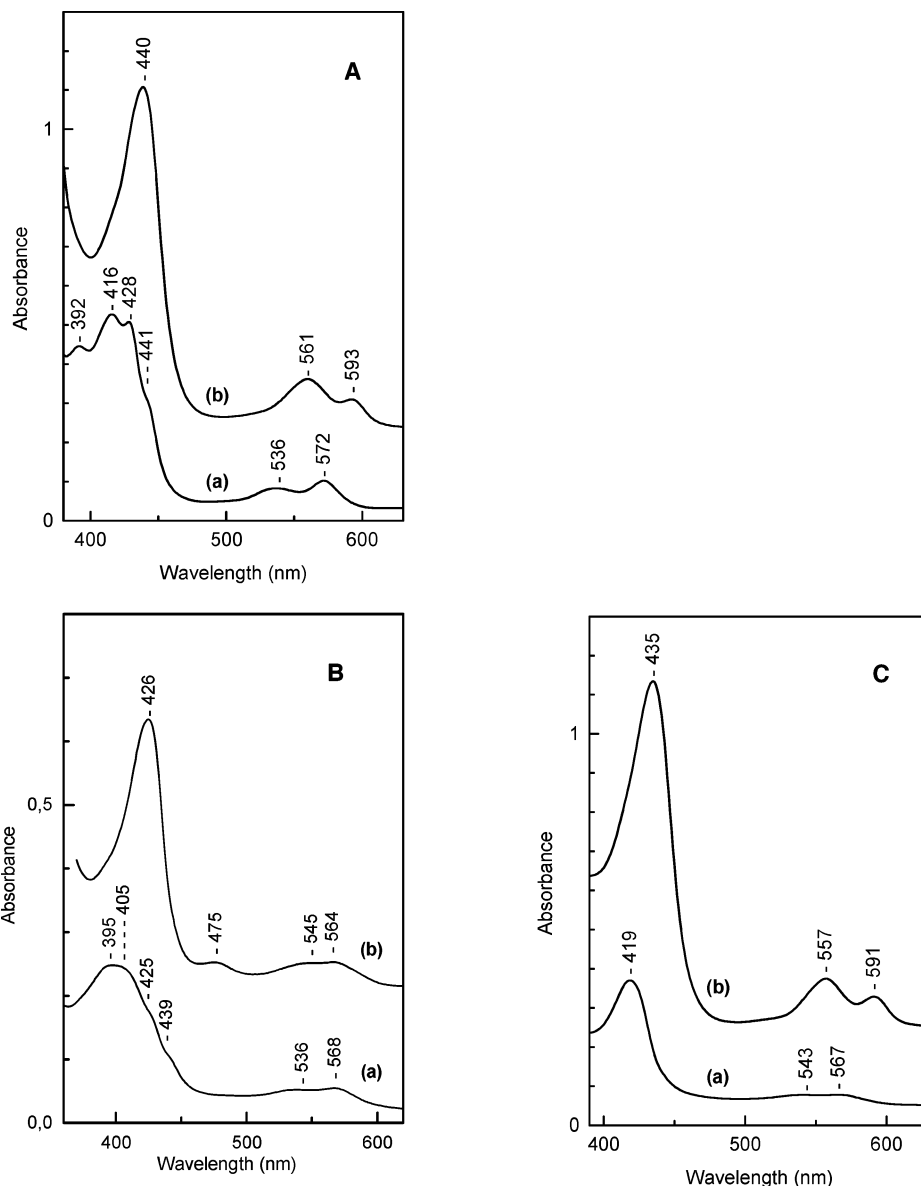 A
440
1
Absorbance
392
416
428
441
561
593
(b)
536
572
(a)
0
400
500
600
Wavelength (nm)
B
426
0,5
Absorbance
395
405
425
439
475
545
564
(b)
536
568
(a)
0,0
400
500
600
Wavelength (nm)
C
435
1
Absorbance
419
557
591
(b)
543
567
(a)
0
400
500
600
Wavelength (nm)